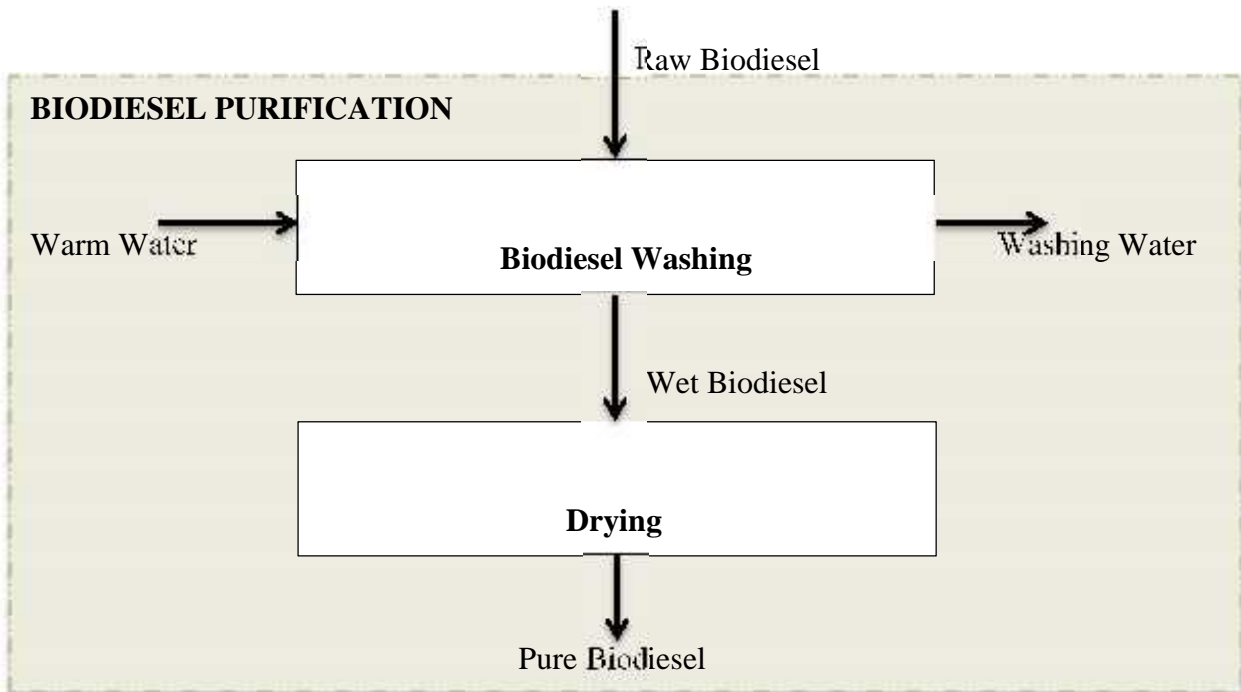 Raw Biodiesel
BIODIESEL PURIFICATION
Warm Water
Biodiesel Washing
Washing Water
Wet Biodiesel
Drying
Pure Biodiesel